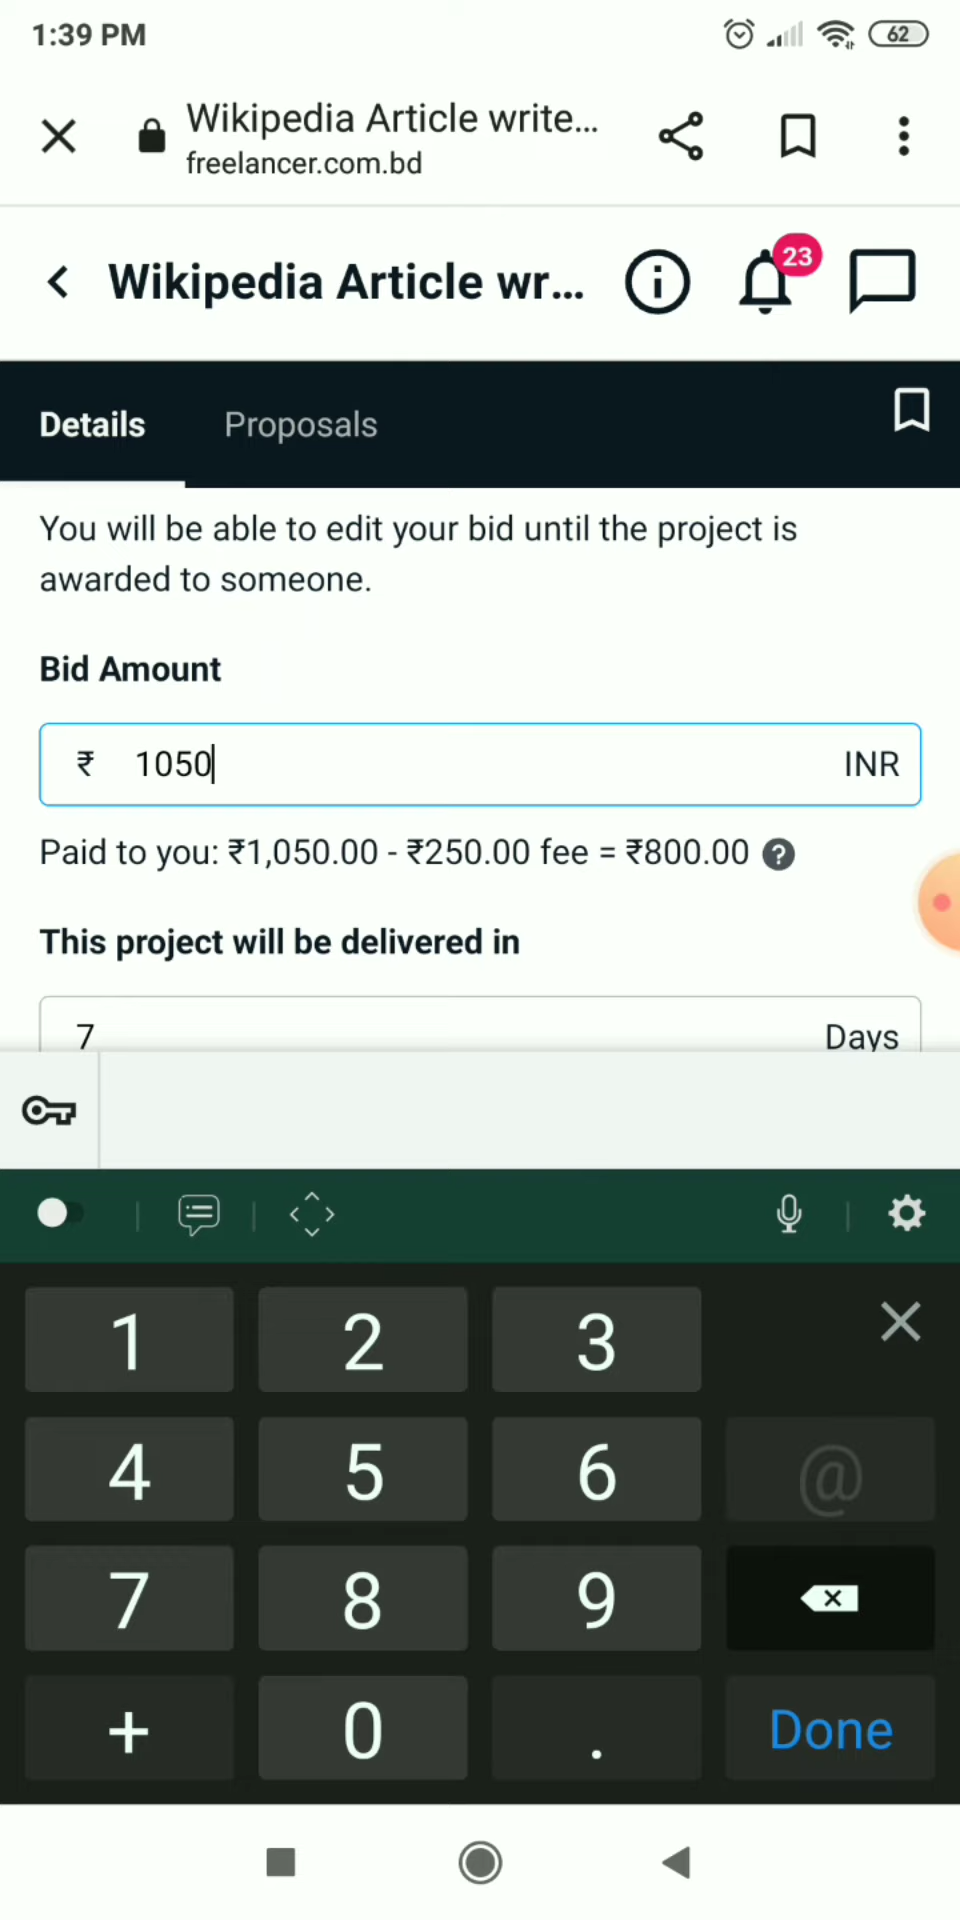 1:39 PM
62
Wikipedia Article write...
freelancer.com.bd
Wikipedia Article wr...
23
Details
Proposals
You will be able to edit your bid until the project is
awarded to someone.
Bid Amount
₹ 1050 INR
Paid to you: ₹1,050.00 - ₹250.00 fee = ₹800.00 ?
This project will be delivered in
7 Days
1 2 3
4 5 6 @
7 8 9
+ 0 . Done